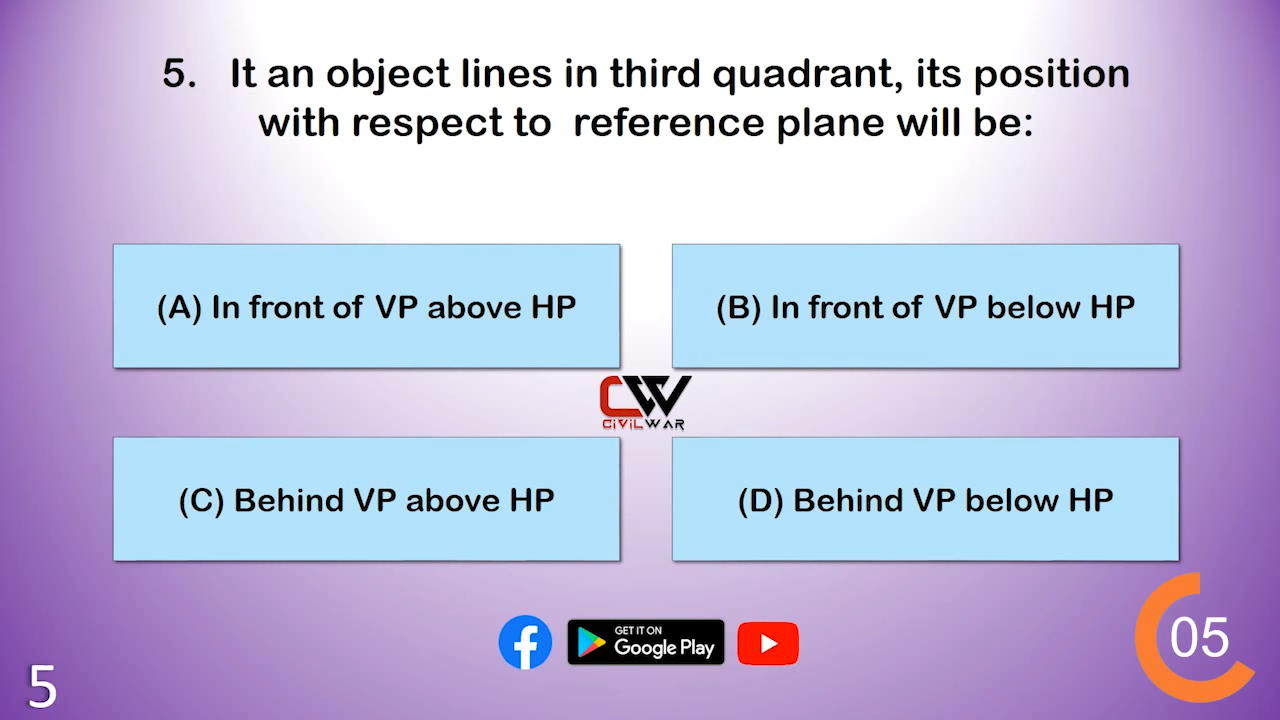 5. It an object lines in third quadrant, its position
with respect to reference plane will be:
(A) In front of VP above HP
(B) In front of VP below HP
CW
CiViL WAR
(C) Behind VP above HP
(D) Behind VP below HP
GET IT ON
Google Play
05
5